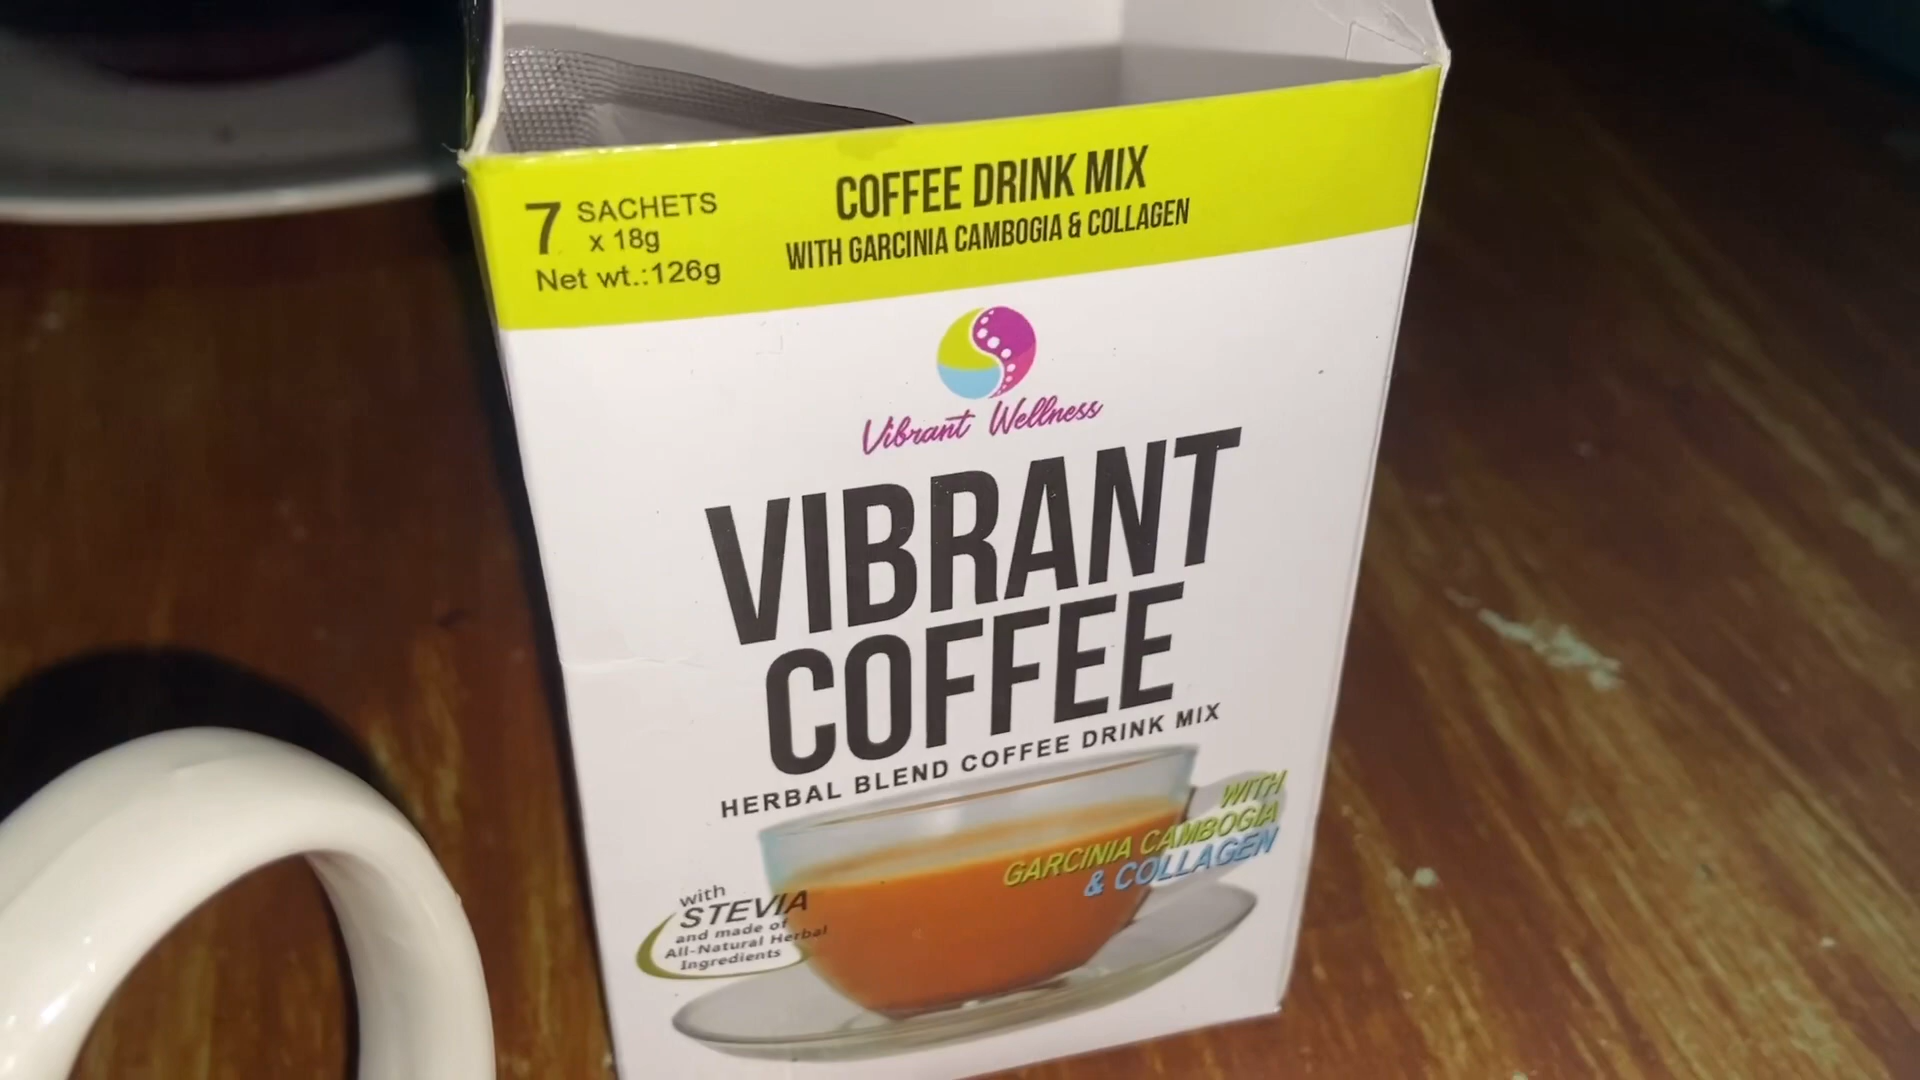 7 SACHETS
x 18g
Net wt.:126g
COFFEE DRINK MIX
WITH GARCINIA CAMBOGIA & COLLAGEN
Vibrant Wellness
VIBRANT
COFFEE
HERBAL BLEND COFFEE DRINK MIX
WITH
GARCINIA CAMBOGIA
& COLLAGEN
with
STEVIA
and made of
All-Natural Herbal
Ingredients